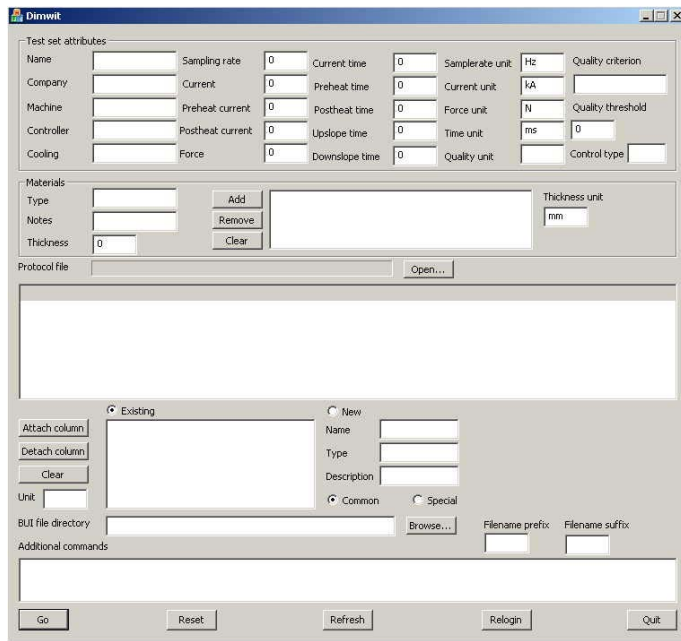 Dimwit
Test set attributes
Name Sampling rate 0 Current time 0 Samplerate unit Hz Quality criterion
Company Current 0 Preheat time 0 Current unit kA
Machine Preheat current 0 Postheat time 0 Force unit N Quality threshold
Controller Postheat current 0 Upslope time 0 Time unit ms 0
Cooling Force 0 Downslope time 0 Quality unit Control type
Materials
Type Add Thickness unit
Notes Remove mm
Thickness 0 Clear
Protocol file Open...
Existing New
Attach column Name
Detach column Type
Clear Description
Unit Common Special
BUI file directory Browse... Filename prefix Filename suffix
Additional commands
Go Reset Refresh Relogin Quit